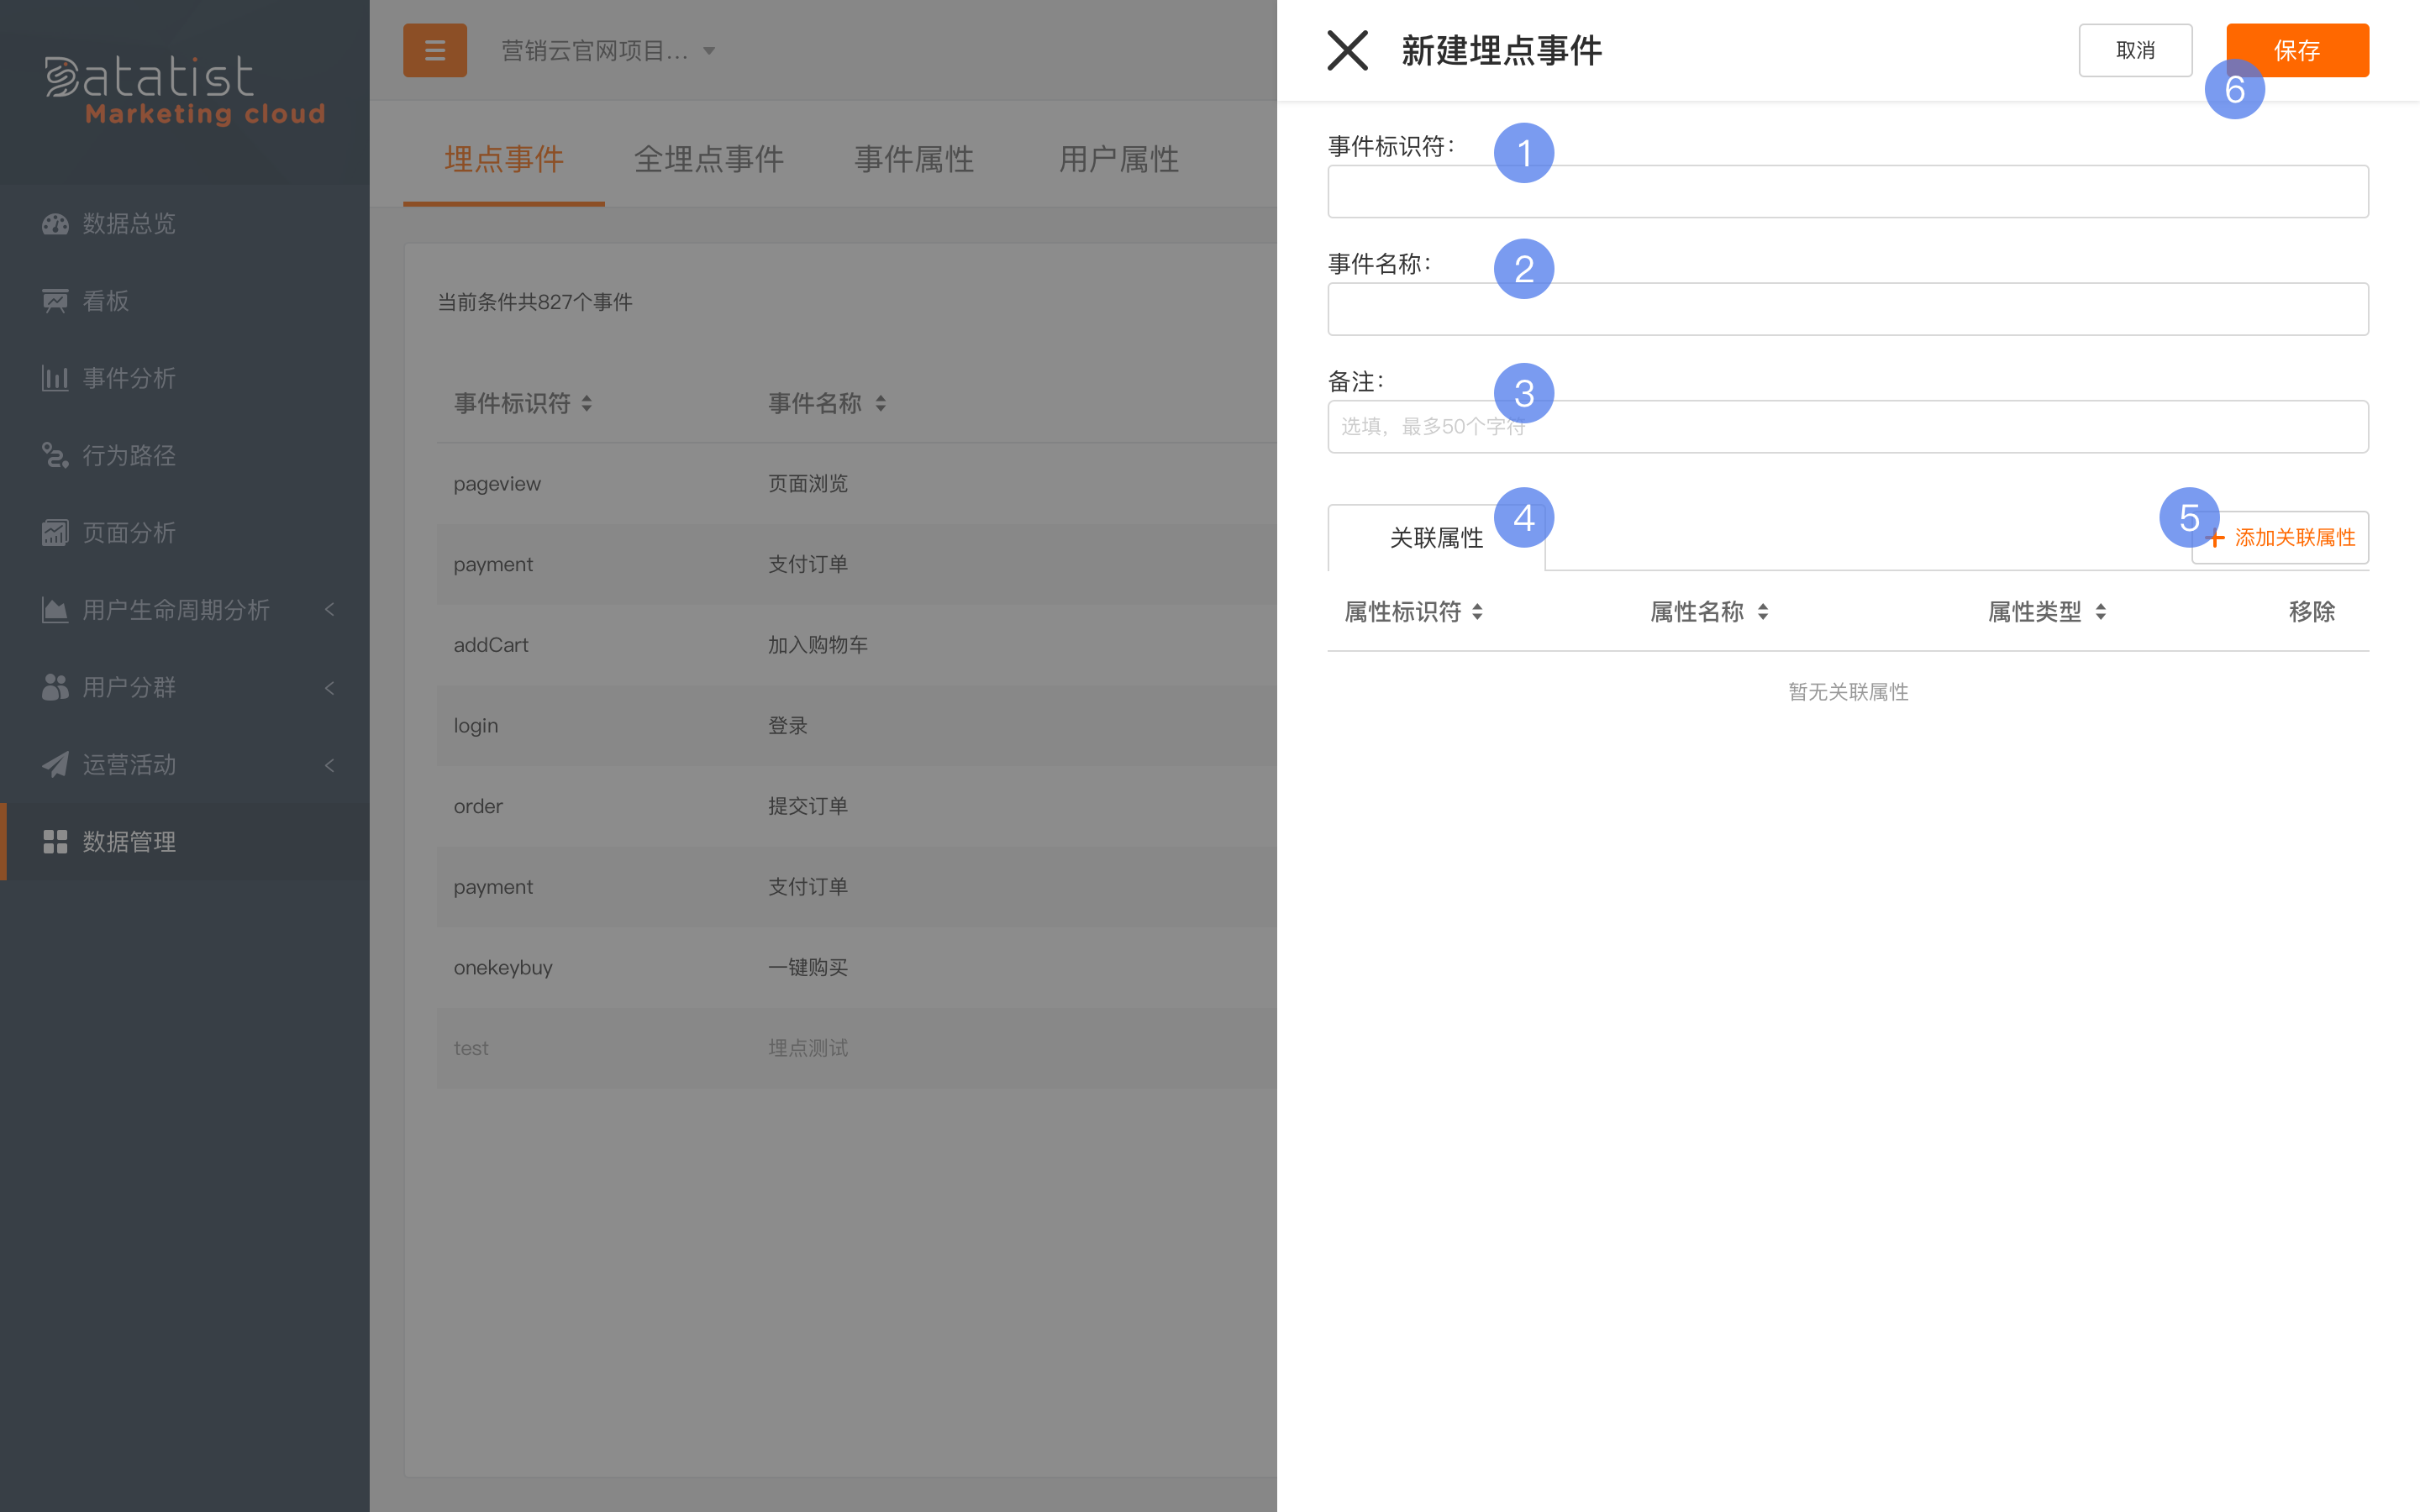 Datatist
Marketing cloud
数据总览
看板
事件分析
行为路径
页面分析
用户生命周期分析
用户分群
运营活动
数据管理
营销云官网项目...
埋点事件 全埋点事件 事件属性 用户属性
当前条件共827个事件
事件标识符 事件名称
pageview 页面浏览
payment 支付订单
addCart 加入购物车
login 登录
order 提交订单
payment 支付订单
onekeybuy 一键购买
test 埋点测试
新建埋点事件 取消 保存
6
事件标识符： 1
事件名称： 2
备注： 3
选填，最多50个字符
关联属性 4 5 添加关联属性
属性标识符 属性名称 属性类型 移除
暂无关联属性